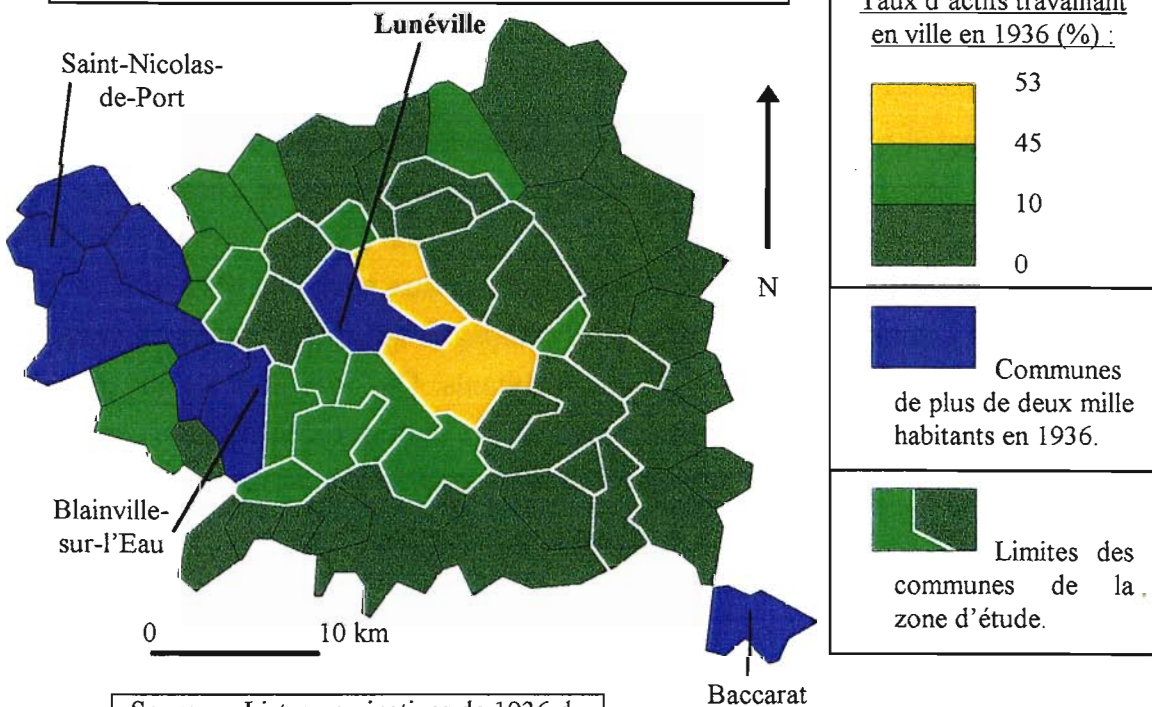 Lunéville
Saint-Nicolas-
de-Port
Blainville-
sur-l'Eau
Baccarat
N
0 10 km
Taux d'actifs travaillant
en ville en 1936 (%) :
53
45
10
0
Communes
de plus de deux mille
habitants en 1936.
Limites des
communes de la
zone d'étude.